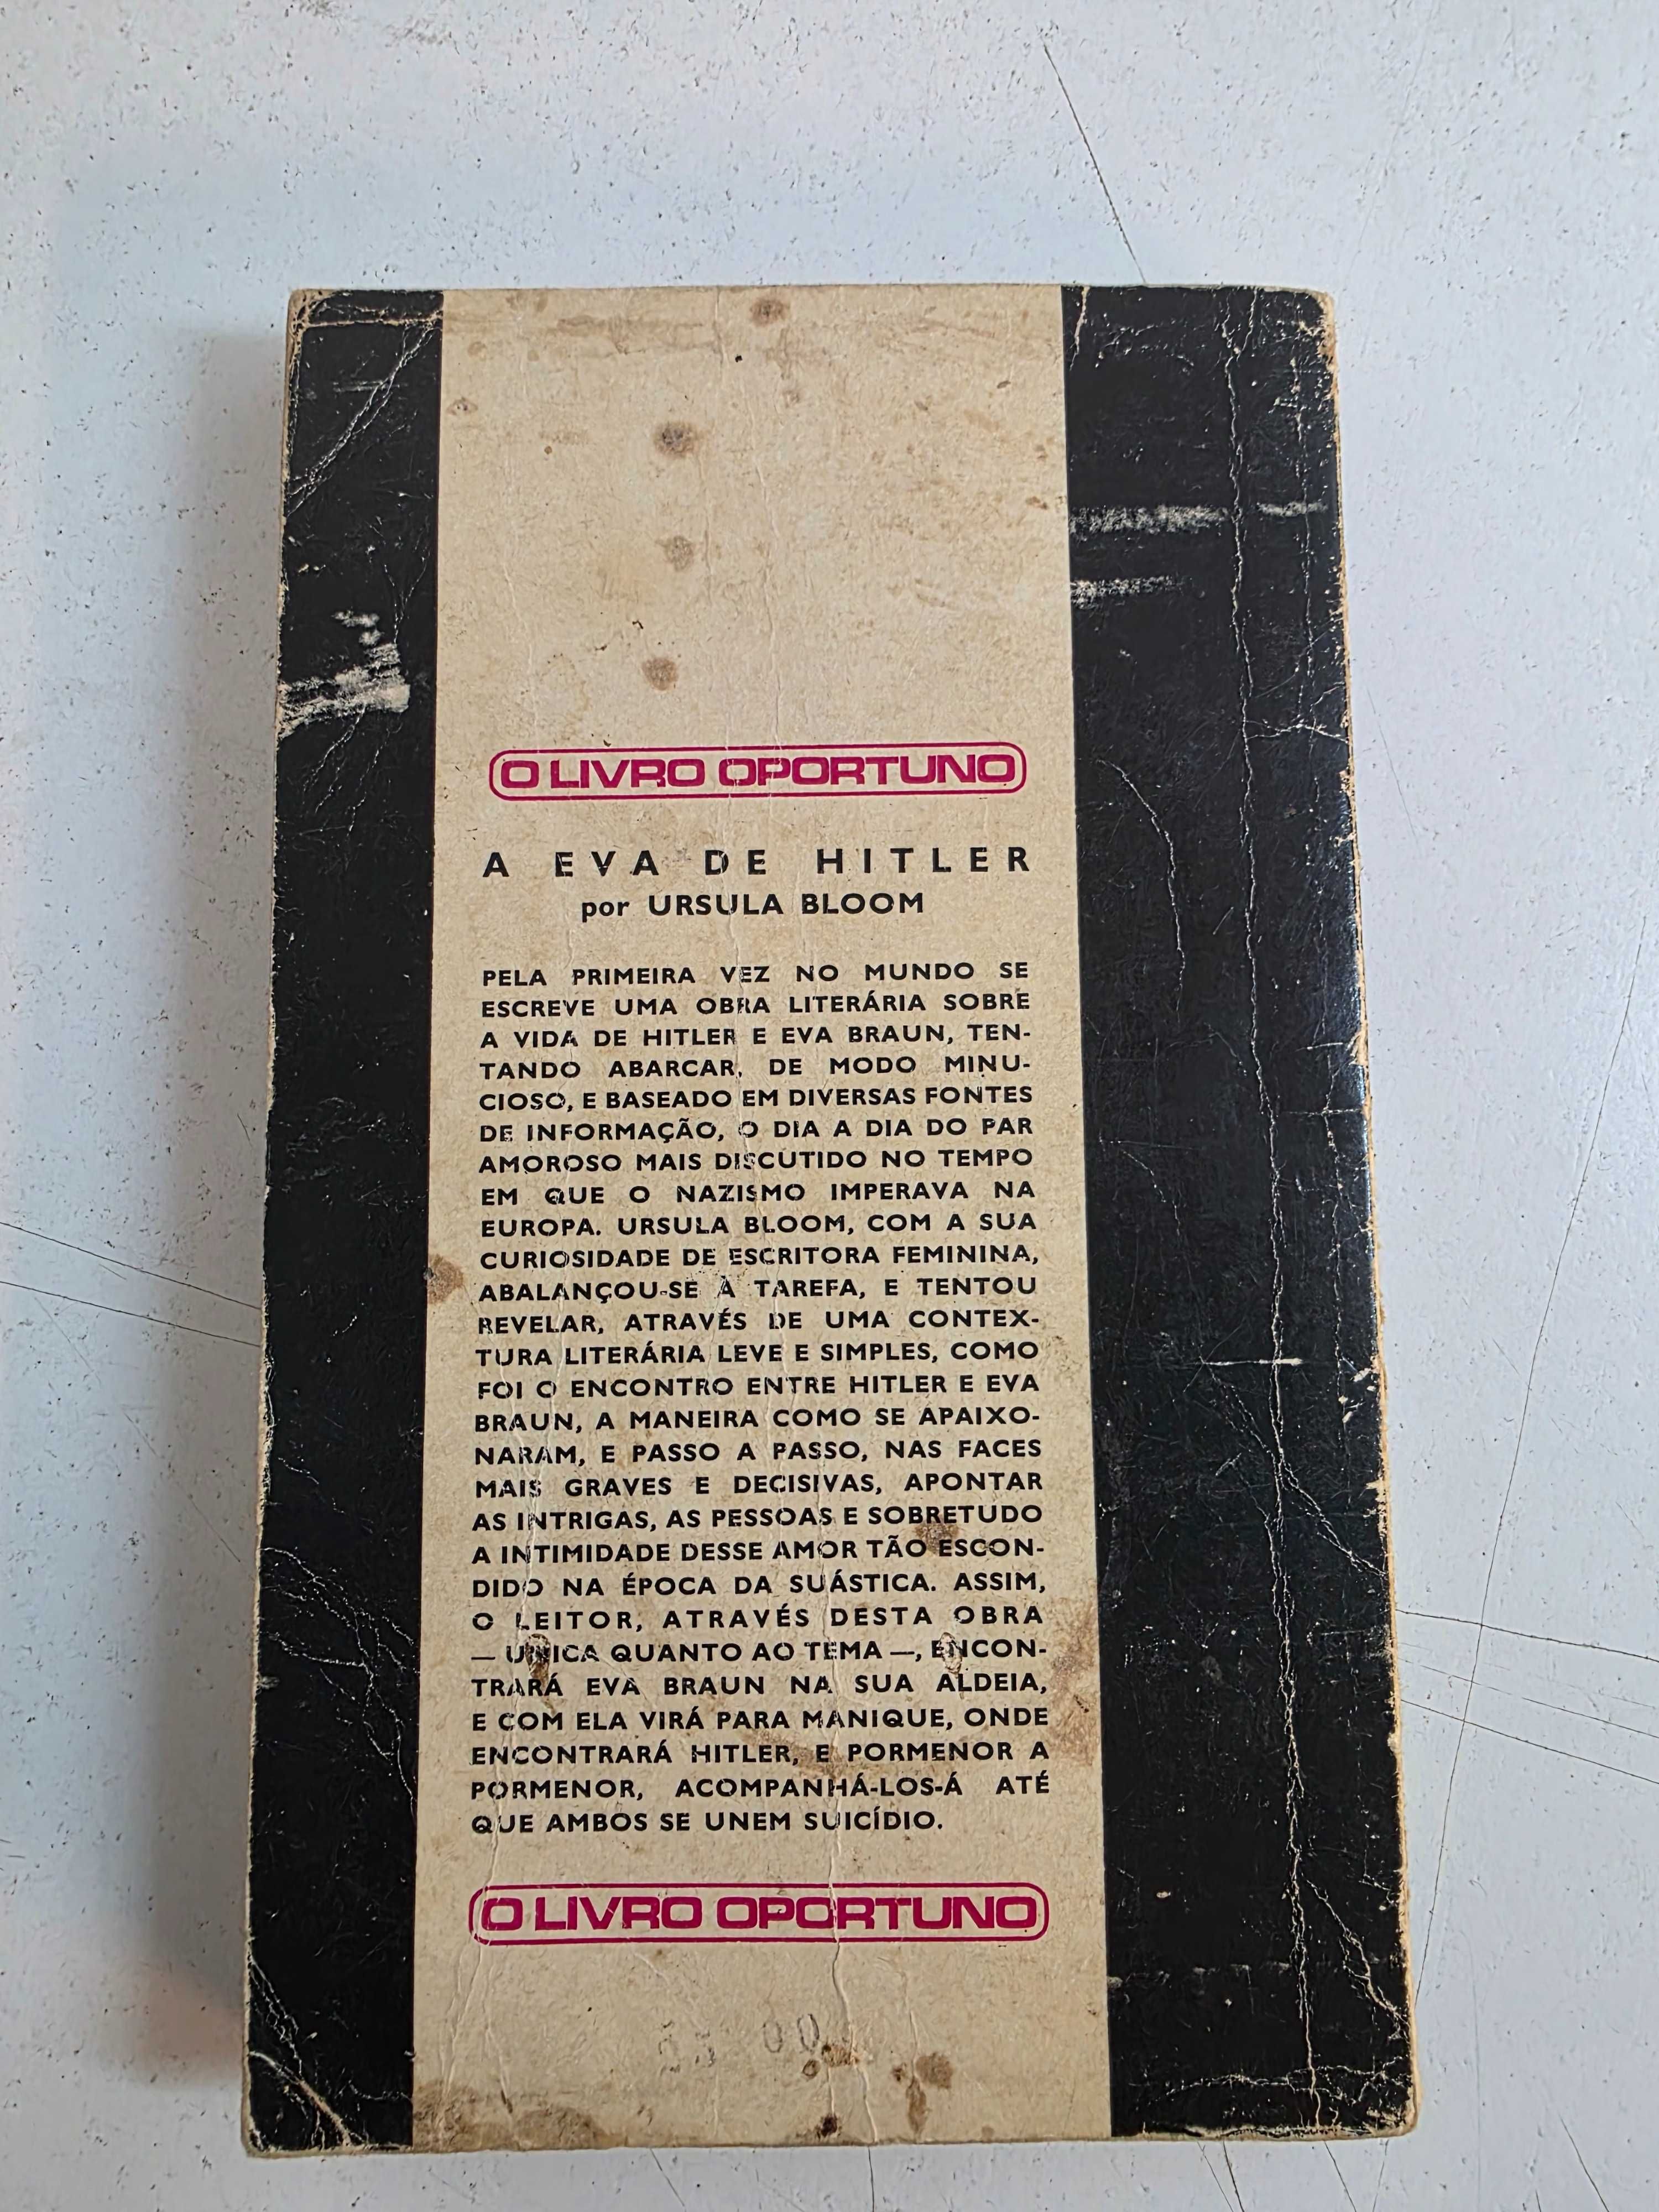 O LIVRO OPORTUNO
A EVA DE HITLER
por URSULA BLOOM
PELA PRIMEIRA VEZ NO MUNDO SE
ESCREVE UMA OBRA LITERÁRIA SOBRE
A VIDA DE HITLER E EVA BRAUN, TEN-
TANDO ABARCAR, DE MODO MINU-
CIOSO, E BASEADO EM DIVERSAS FONTES
DE INFORMAÇÃO, O DIA A DIA DO PAR
AMOROSO MAIS DISCUTIDO NO TEMPO
EM QUE O NAZISMO IMPERAVA NA
EUROPA. URSULA BLOOM, COM A SUA
CURIOSIDADE DE ESCRITORA FEMININA,
ABALANÇOU-SE À TAREFA, E TENTOU
REVELAR, ATRAVÉS DE UMA CONTEX-
TURA LITERÁRIA LEVE E SIMPLES, COMO
FOI O ENCONTRO ENTRE HITLER E EVA
BRAUN, A MANEIRA COMO SE APAIXO-
NARAM, E PASSO A PASSO, NAS FACES
MAIS GRAVES E DECISIVAS, APONTAR
AS INTRIGAS, AS PESSOAS E SOBRETUDO
A INTIMIDADE DESSE AMOR TÃO ESCON-
DIDO NA ÉPOCA DA SUÁSTICA. ASSIM,
O LEITOR, ATRAVÉS DESTA OBRA
— UNICA QUANTO AO TEMA —, ENCON-
TRARÁ EVA BRAUN NA SUA ALDEIA,
E COM ELA VIRÁ PARA MANIQUE, ONDE
ENCONTRARÁ HITLER, E PORMENOR A
PORMENOR, ACOMPANHÁ-LOS-Á ATÉ
QUE AMBOS SE UNEM SUICÍDIO.
O LIVRO OPORTUNO